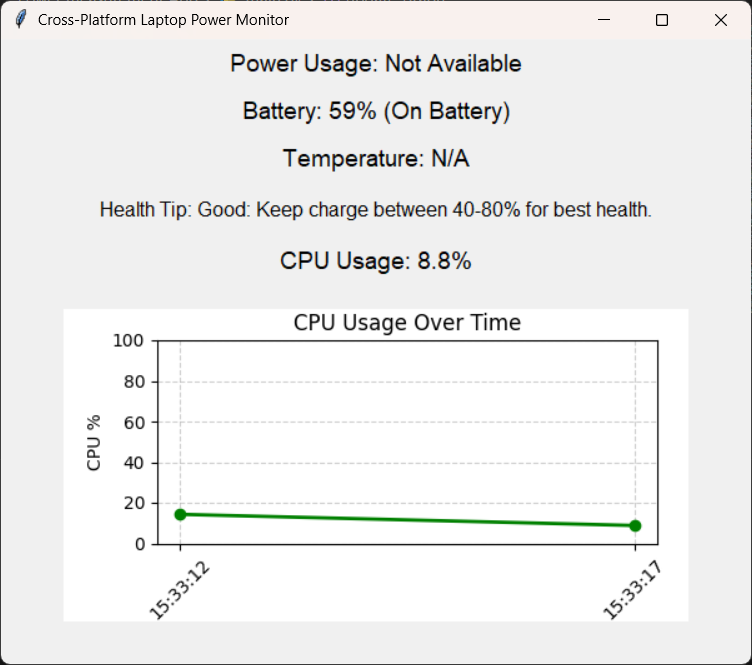 Cross-Platform Laptop Power Monitor
Power Usage: Not Available
Battery: 59% (On Battery)
Temperature: N/A
Health Tip: Good: Keep charge between 40-80% for best health.
CPU Usage: 8.8%
CPU Usage Over Time
100
80
60
40
20
0
CPU %
15:33:12
15:33:17